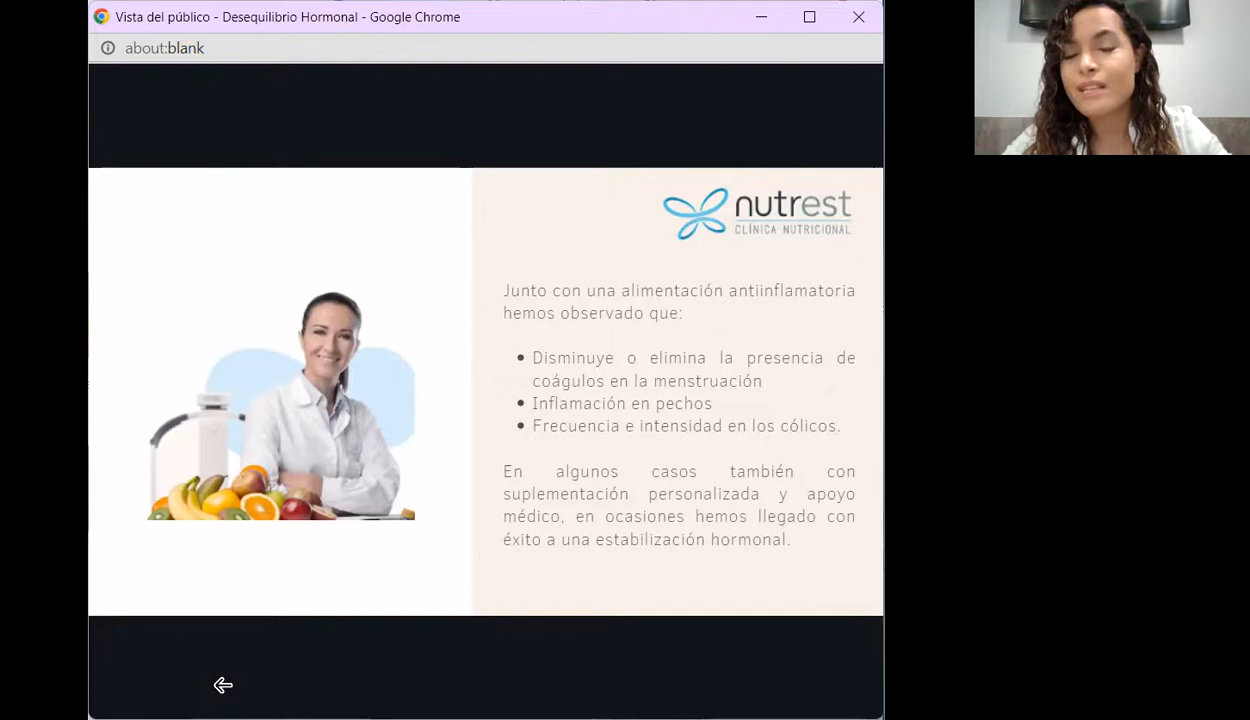 Vista del público - Desequilibrio Hormonal - Google Chrome
about:blank
nutrest
CLÍNICA NUTRICIONAL
Junto con una alimentación antiinflamatoria
hemos observado que:
• Disminuye o elimina la presencia de
coágulos en la menstruación
• Inflamación en pechos
• Frecuencia e intensidad en los cólicos.
En algunos casos también con
suplementación personalizada y apoyo
médico, en ocasiones hemos llegado con
éxito a una estabilización hormonal.